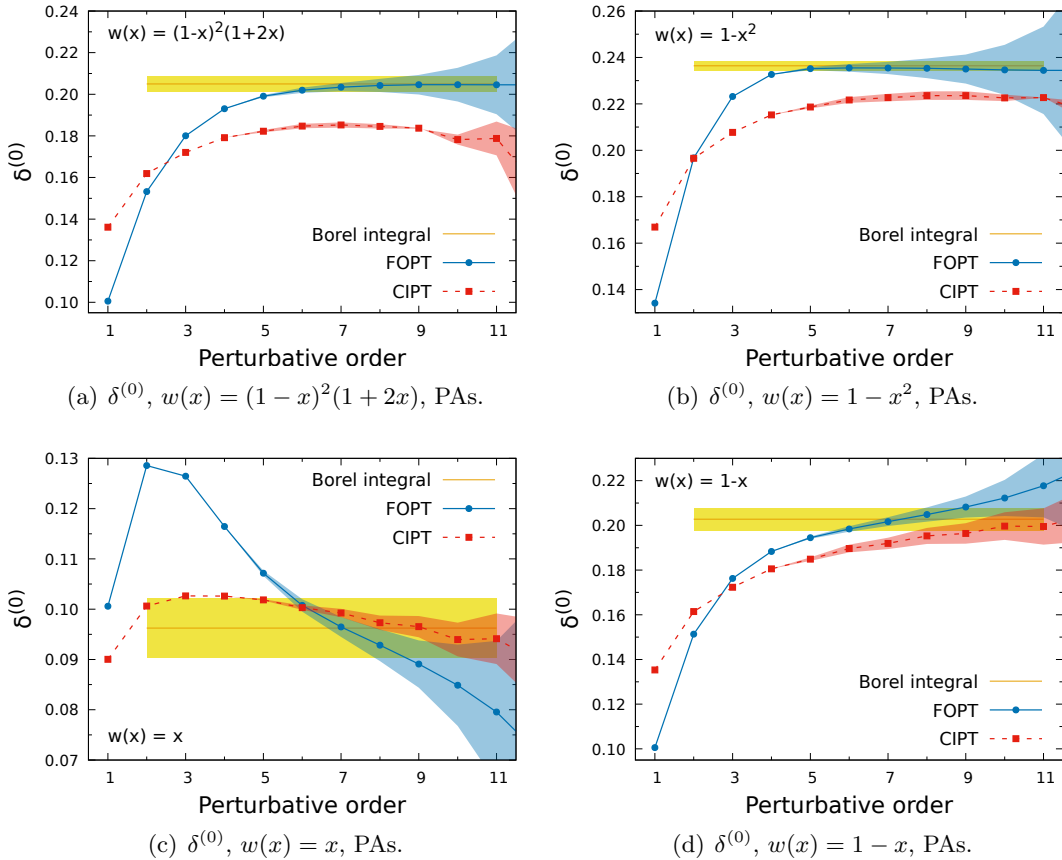 0.26
0.24
0.22
0.20
0.18
0.16
0.14
0.12
0.10
δ(0)
w(x) = (1-x)²(1+2x)
Borel integral
FOPT
CIPT
1 3 5 7 9 11
Perturbative order
(a) δ(0), w(x) = (1 − x)²(1 + 2x), PAs.
0.26
0.24
0.22
0.20
0.18
0.16
0.14
δ(0)
w(x) = 1-x²
Borel integral
FOPT
CIPT
1 3 5 7 9 11
Perturbative order
(b) δ(0), w(x) = 1 − x², PAs.
0.13
0.12
0.11
0.10
0.09
0.08
0.07
δ(0)
Borel integral
FOPT
CIPT
w(x) = x
1 3 5 7 9 11
Perturbative order
(c) δ(0), w(x) = x, PAs.
0.22
0.20
0.18
0.16
0.14
0.12
0.10
δ(0)
w(x) = 1-x
Borel integral
FOPT
CIPT
1 3 5 7 9 11
Perturbative order
(d) δ(0), w(x) = 1 − x, PAs.